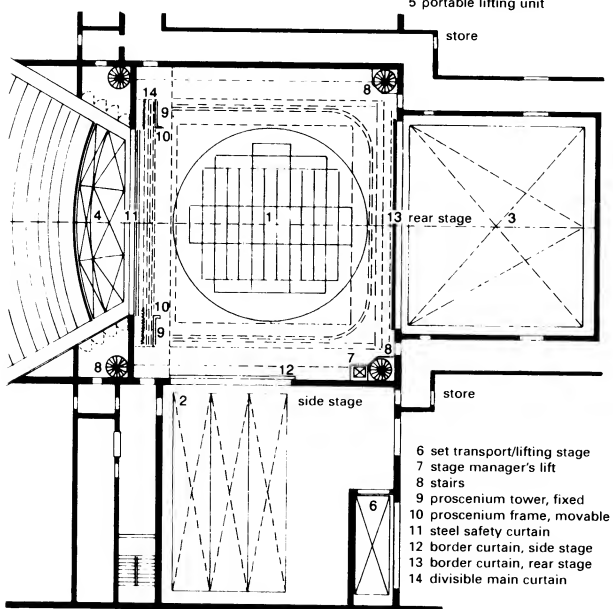 5 portable lifting unit
store
8
8
14
9
10
4
11
1
13 rear stage
3
10
9
8
8
7
12
2
side stage
store
6
6 set transport/lifting stage
7 stage manager's lift
8 stairs
9 proscenium tower, fixed
10 proscenium frame, movable
11 steel safety curtain
12 border curtain, side stage
13 border curtain, rear stage
14 divisible main curtain